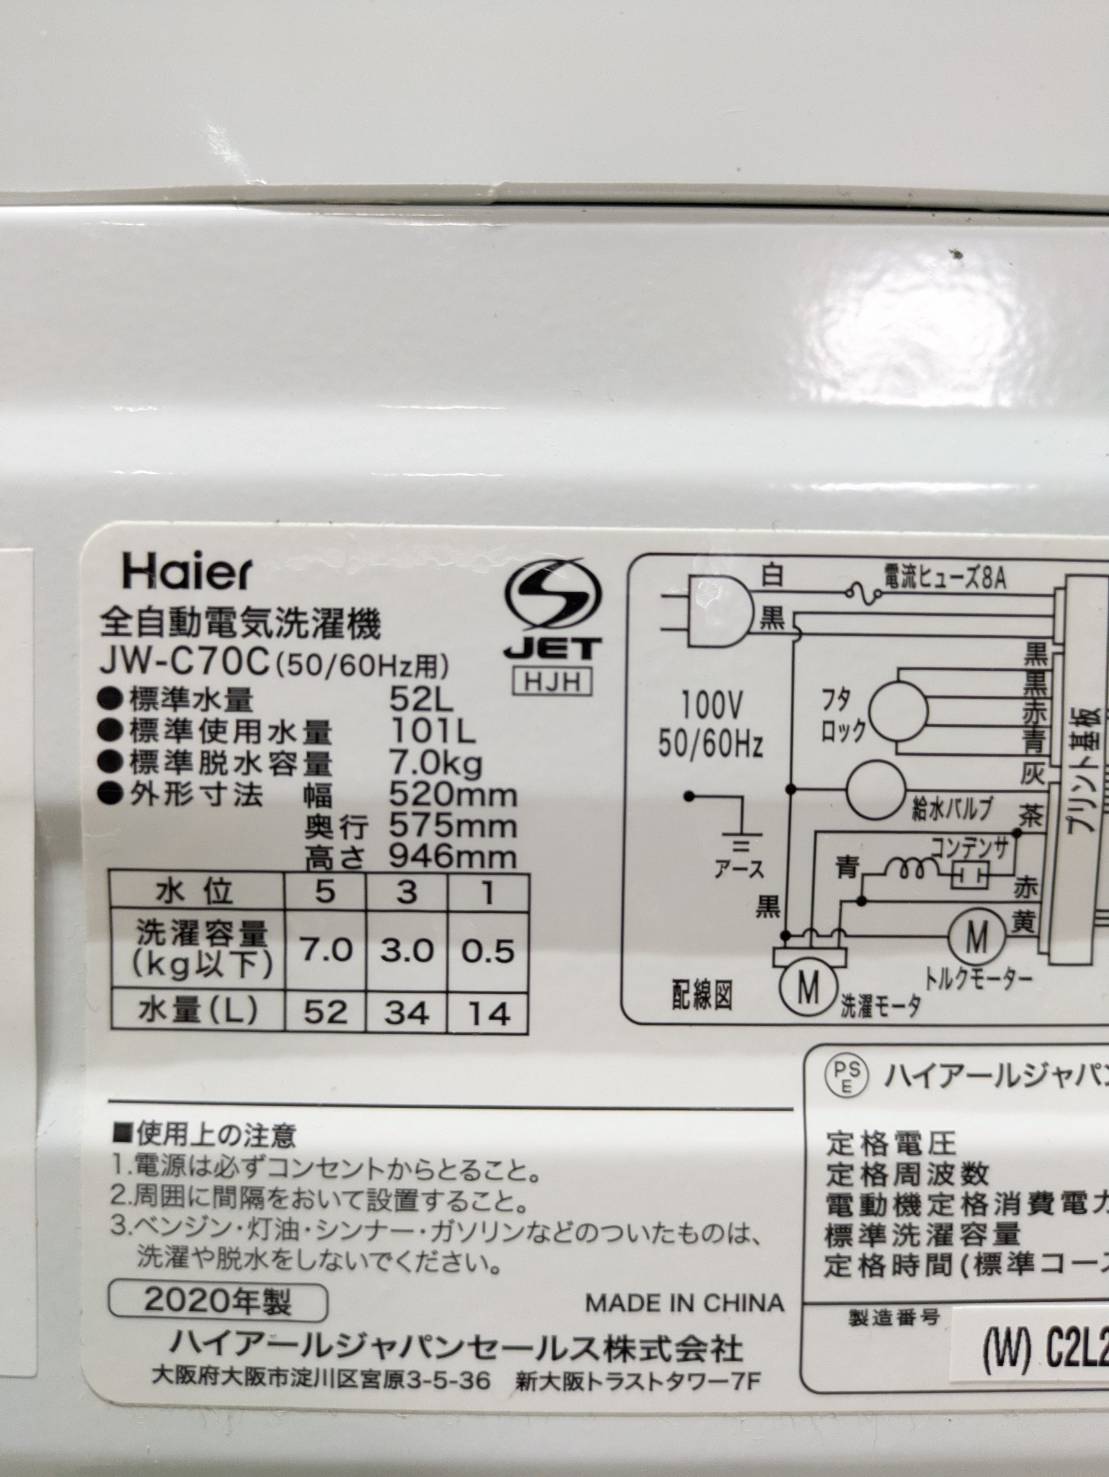 Haier
JET
HJH
全自動電気洗濯機
JW-C70C(50/60Hz用)
●標準水量 52L
●標準使用水量 101L
●標準脱水容量 7.0kg
●外形寸法 幅 520mm
奥行 575mm
高さ 946mm
水位 5 3 1
洗濯容量(kg以下) 7.0 3.0 0.5
水量(L) 52 34 14
白
電流ヒューズ8A
黒
黒
黒
赤
青
フタロック
100V
50/60Hz
プリント基板
灰
給水バルブ
茶
アース
コンデンサ
青
赤
黒
黄
M
トルクモーター
M
洗濯モータ
配線図
■使用上の注意
1.電源は必ずコンセントからとること。
2.周囲に間隔をおいて設置すること。
3.ベンジン・灯油・シンナー・ガソリンなどのついたものは、
洗濯や脱水をしないでください。
2020年製
MADE IN CHINA
ハイアールジャパンセールス株式会社
大阪府大阪市淀川区宮原3-5-36 新大阪トラストタワー7F
PSE ハイアールジャパン
定格電圧
定格周波数
電動機定格消費電力
標準洗濯容量
定格時間(標準コース
製造番号
(W) C2L2